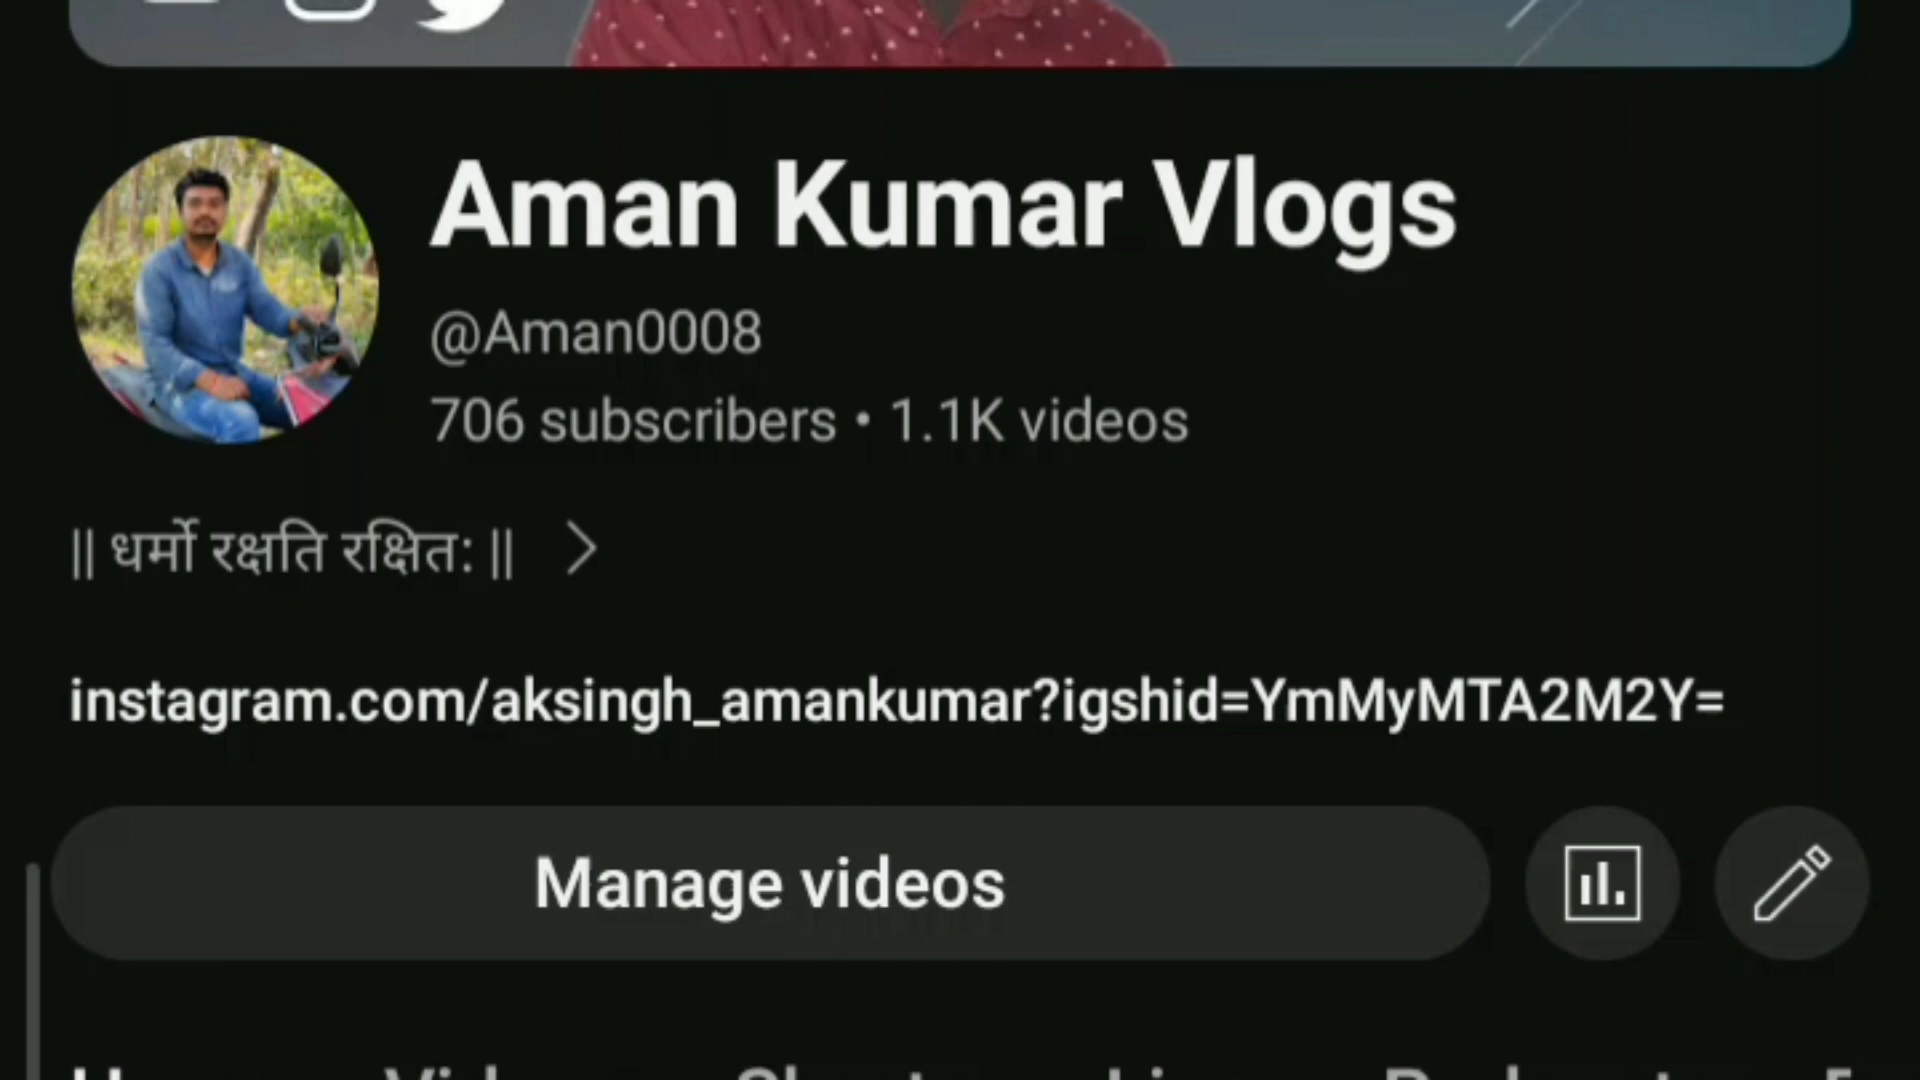 Aman Kumar Vlogs
@Aman0008
706 subscribers • 1.1K videos
|| धर्मो रक्षति रक्षित: ||
instagram.com/aksingh_amankumar?igshid=YmMyMTA2M2Y=
Manage videos